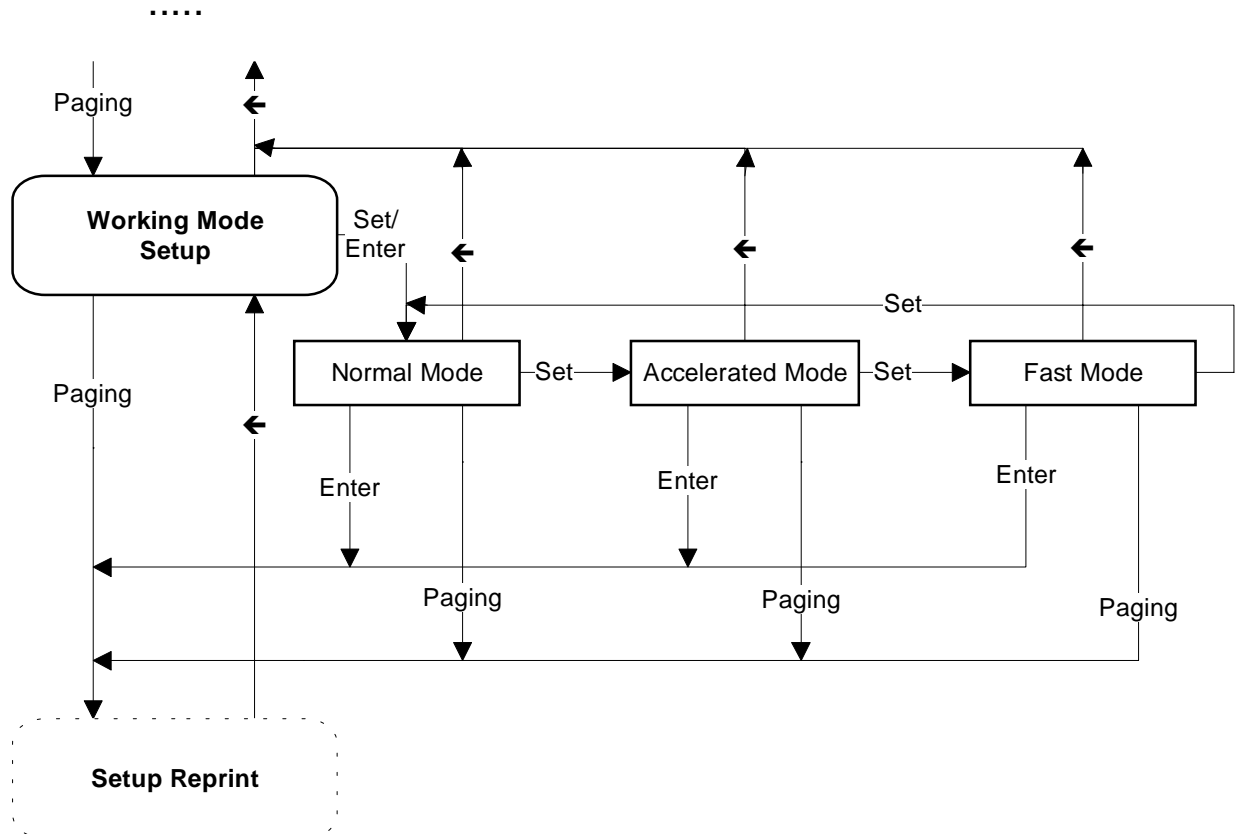 .....
Paging
🡰
Working Mode
Setup
Set/
Enter
🡰
🡰
🡰
Set
Normal Mode
Set
Accelerated Mode
Set
Fast Mode
Paging
🡰
Enter
Enter
Enter
Paging
Paging
Paging
Setup Reprint